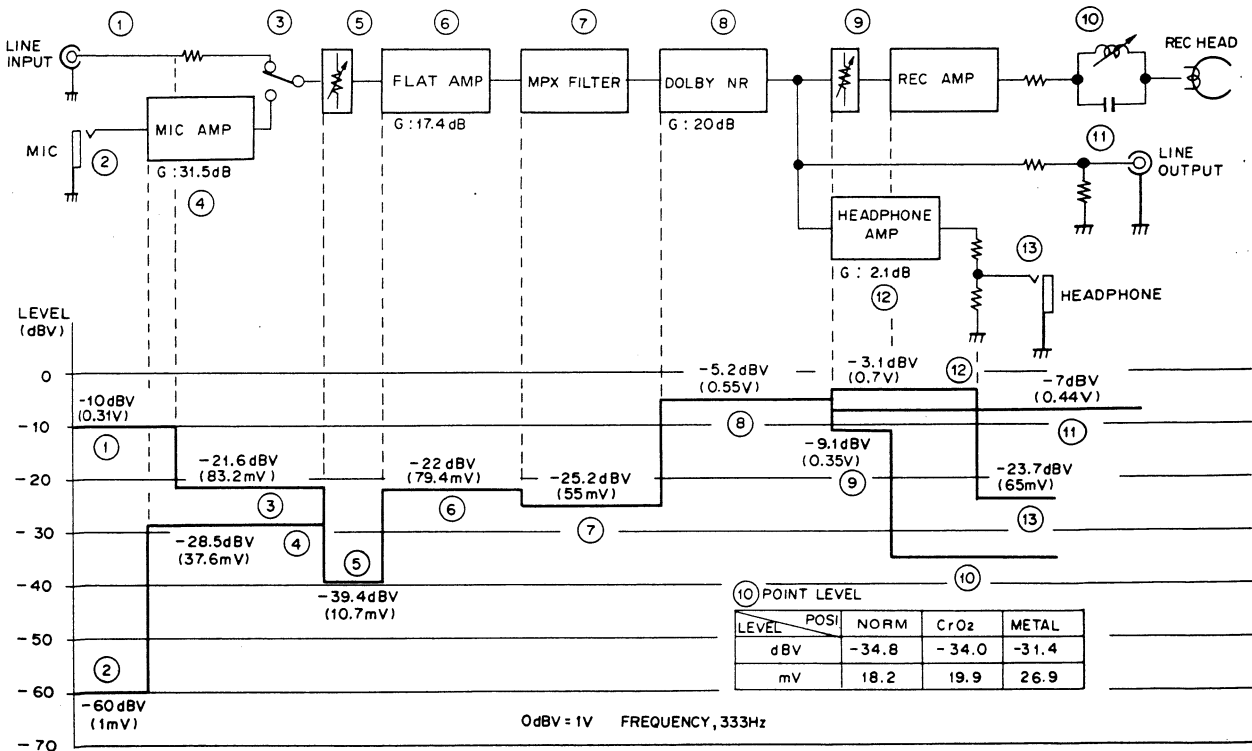 ① ③ ⑤ ⑥ ⑦ ⑧ ⑨ ⑩
LINE INPUT
FLAT AMP
G : 17.4dB
MPX FILTER
DOLBY NR
G : 20dB
REC AMP
REC HEAD
MIC
②
MIC AMP
G : 31.5dB
④
⑪
LINE OUTPUT
HEADPHONE AMP
G : 2.1dB
⑫
⑬
HEADPHONE
LEVEL
(dBV)
0
-10
-20
-30
-40
-50
-60
-70
-10dBV
(0.31V)
①
-21.6dBV
(83.2mV)
③
-28.5dBV
(37.6mV)
④
②
-60dBV
(1mV)
⑤
-39.4dBV
(10.7mV)
-22dBV
(79.4mV)
⑥
-25.2dBV
(55mV)
⑦
-5.2dBV
(0.55V)
⑧
-3.1dBV
(0.7V)
⑫
-7dBV
(0.44V)
⑪
-9.1dBV
(0.35V)
⑨
-23.7dBV
(65mV)
⑬
⑩
⑩ POINT LEVEL
LEVEL POSI NORM CrO2 METAL
dBV -34.8 -34.0 -31.4
mV 18.2 19.9 26.9
0dBV = 1V FREQUENCY, 333Hz